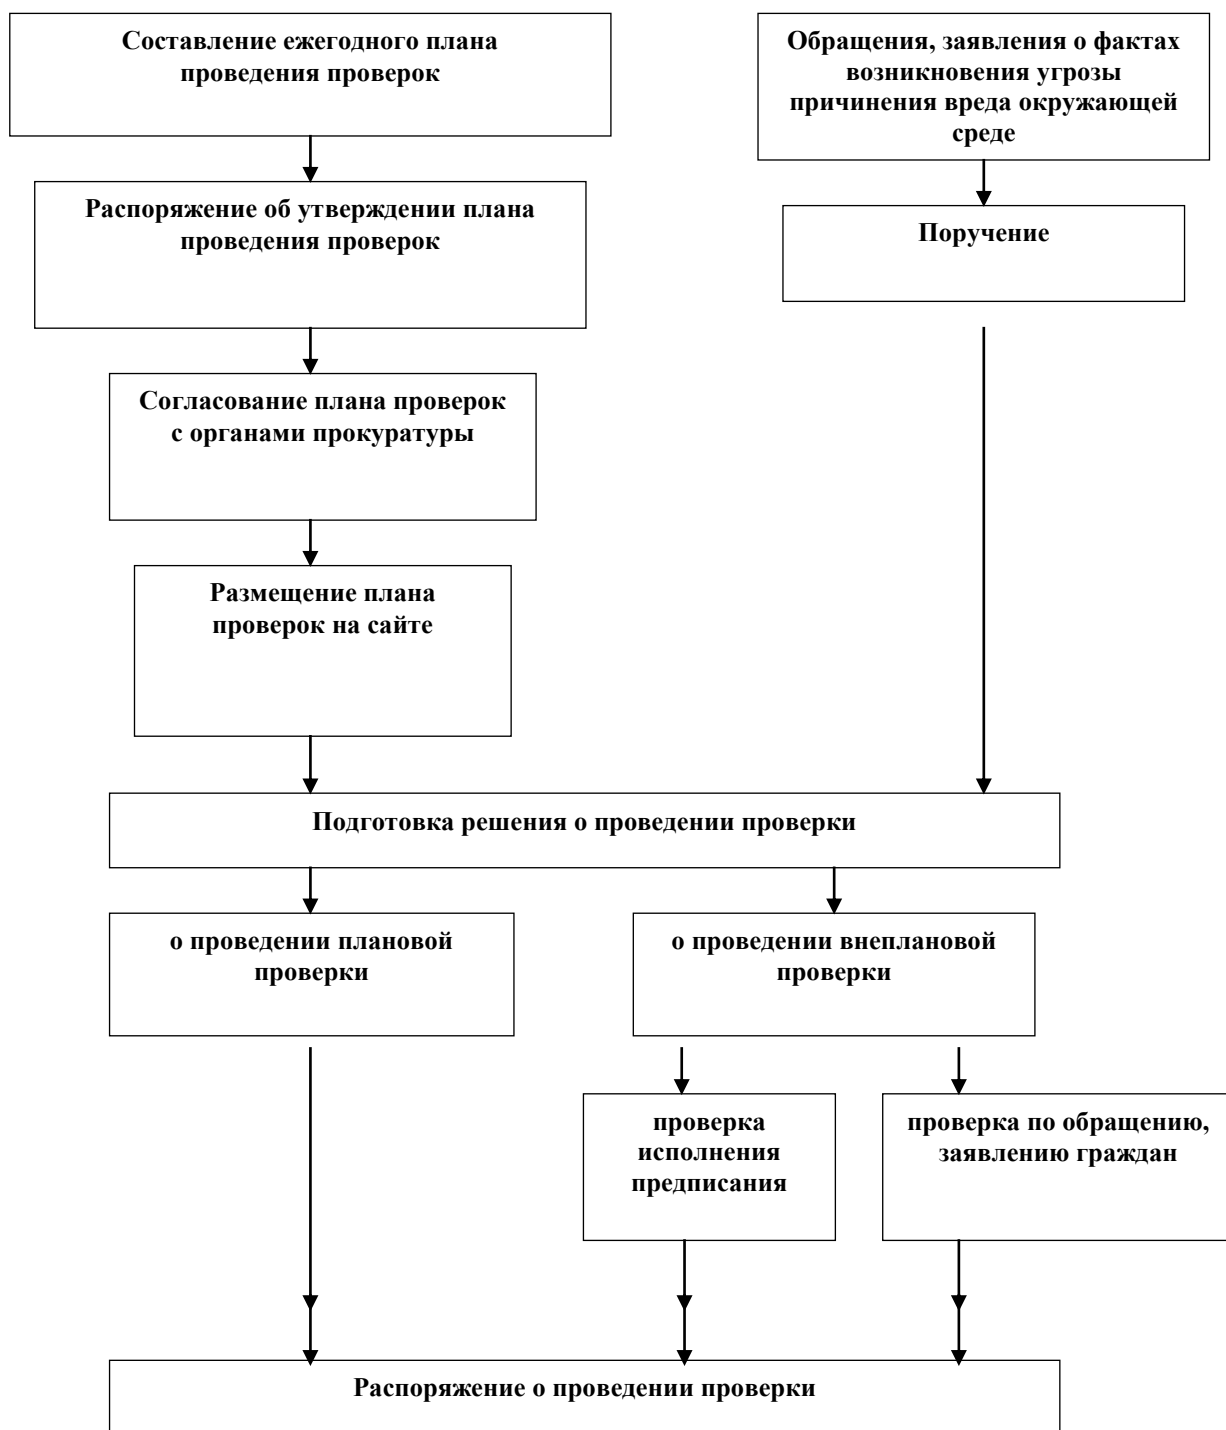 Составление ежегодного плана
проведения проверок
Обращения, заявления о фактах
возникновения угрозы
причинения вреда окружающей
среде
Распоряжение об утверждении плана
проведения проверок
Поручение
Согласование плана проверок
с органами прокуратуры
Размещение плана
проверок на сайте
Подготовка решения о проведении проверки
о проведении плановой
проверки
о проведении внеплановой
проверки
проверка
исполнения
предписания
проверка по обращению,
заявлению граждан
Распоряжение о проведении проверки